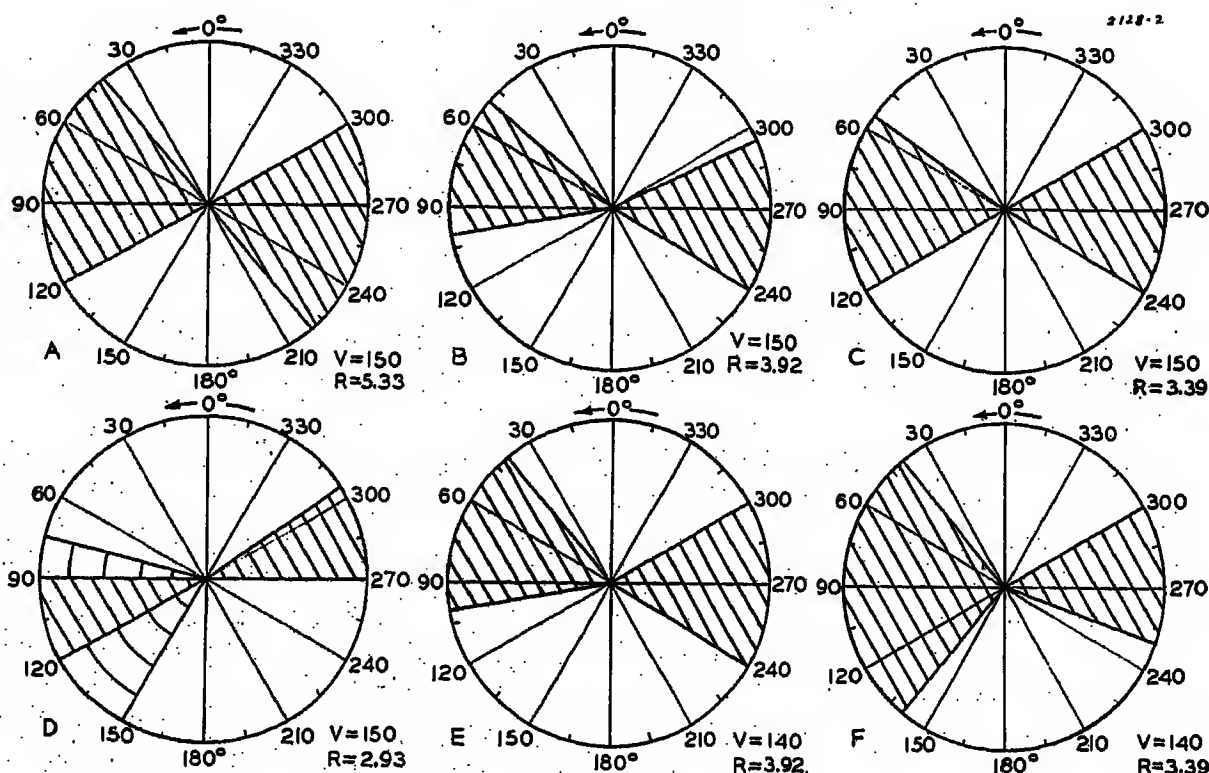 2128-2
0° 0° 0°
30 330 30 330 30 330
60 300 60 300 60 300
90 270 90 270 90 270
120 240 120 240 120 240
150 210 150 210 150 210
180° 180° 180°
A V=150 B V=150 C V=150
R=5.33 R=3.92 R=3.39
0° 0° 0°
30 330 30 330 30 330
60 300 60 300 60 300
90 270 90 270 90 270
120 240 120 240 120 240
150 210 150 210 150 210
180° 180° 180°
D V=150 E V=140 F V=140
R=2.93 R=3.92 R=3.39